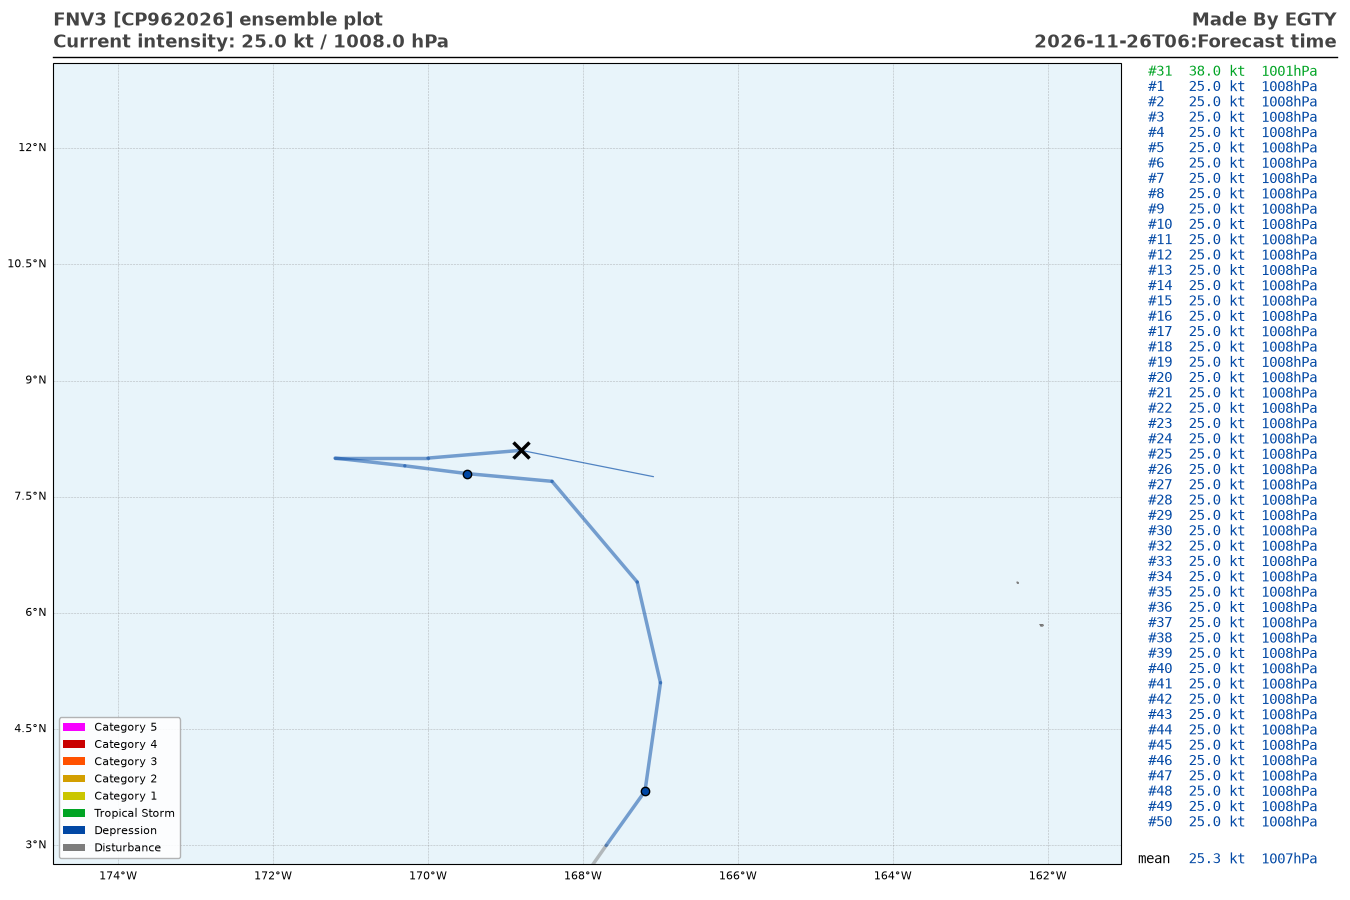 FNV3 [CP962026] ensemble plot
Current intensity: 25.0 kt / 1008.0 hPa
Made By EGTY
2026-11-26T06:Forecast time
12°N
10.5°N
9°N
7.5°N
6°N
4.5°N
3°N
174°W
172°W
170°W
168°W
166°W
164°W
162°W
Category 5
Category 4
Category 3
Category 2
Category 1
Tropical Storm
Depression
Disturbance
#31 38.0 kt 1001hPa
#1 25.0 kt 1008hPa
#2 25.0 kt 1008hPa
#3 25.0 kt 1008hPa
#4 25.0 kt 1008hPa
#5 25.0 kt 1008hPa
#6 25.0 kt 1008hPa
#7 25.0 kt 1008hPa
#8 25.0 kt 1008hPa
#9 25.0 kt 1008hPa
#10 25.0 kt 1008hPa
#11 25.0 kt 1008hPa
#12 25.0 kt 1008hPa
#13 25.0 kt 1008hPa
#14 25.0 kt 1008hPa
#15 25.0 kt 1008hPa
#16 25.0 kt 1008hPa
#17 25.0 kt 1008hPa
#18 25.0 kt 1008hPa
#19 25.0 kt 1008hPa
#20 25.0 kt 1008hPa
#21 25.0 kt 1008hPa
#22 25.0 kt 1008hPa
#23 25.0 kt 1008hPa
#24 25.0 kt 1008hPa
#25 25.0 kt 1008hPa
#26 25.0 kt 1008hPa
#27 25.0 kt 1008hPa
#28 25.0 kt 1008hPa
#29 25.0 kt 1008hPa
#30 25.0 kt 1008hPa
#32 25.0 kt 1008hPa
#33 25.0 kt 1008hPa
#34 25.0 kt 1008hPa
#35 25.0 kt 1008hPa
#36 25.0 kt 1008hPa
#37 25.0 kt 1008hPa
#38 25.0 kt 1008hPa
#39 25.0 kt 1008hPa
#40 25.0 kt 1008hPa
#41 25.0 kt 1008hPa
#42 25.0 kt 1008hPa
#43 25.0 kt 1008hPa
#44 25.0 kt 1008hPa
#45 25.0 kt 1008hPa
#46 25.0 kt 1008hPa
#47 25.0 kt 1008hPa
#48 25.0 kt 1008hPa
#49 25.0 kt 1008hPa
#50 25.0 kt 1008hPa
mean 25.3 kt 1007hPa